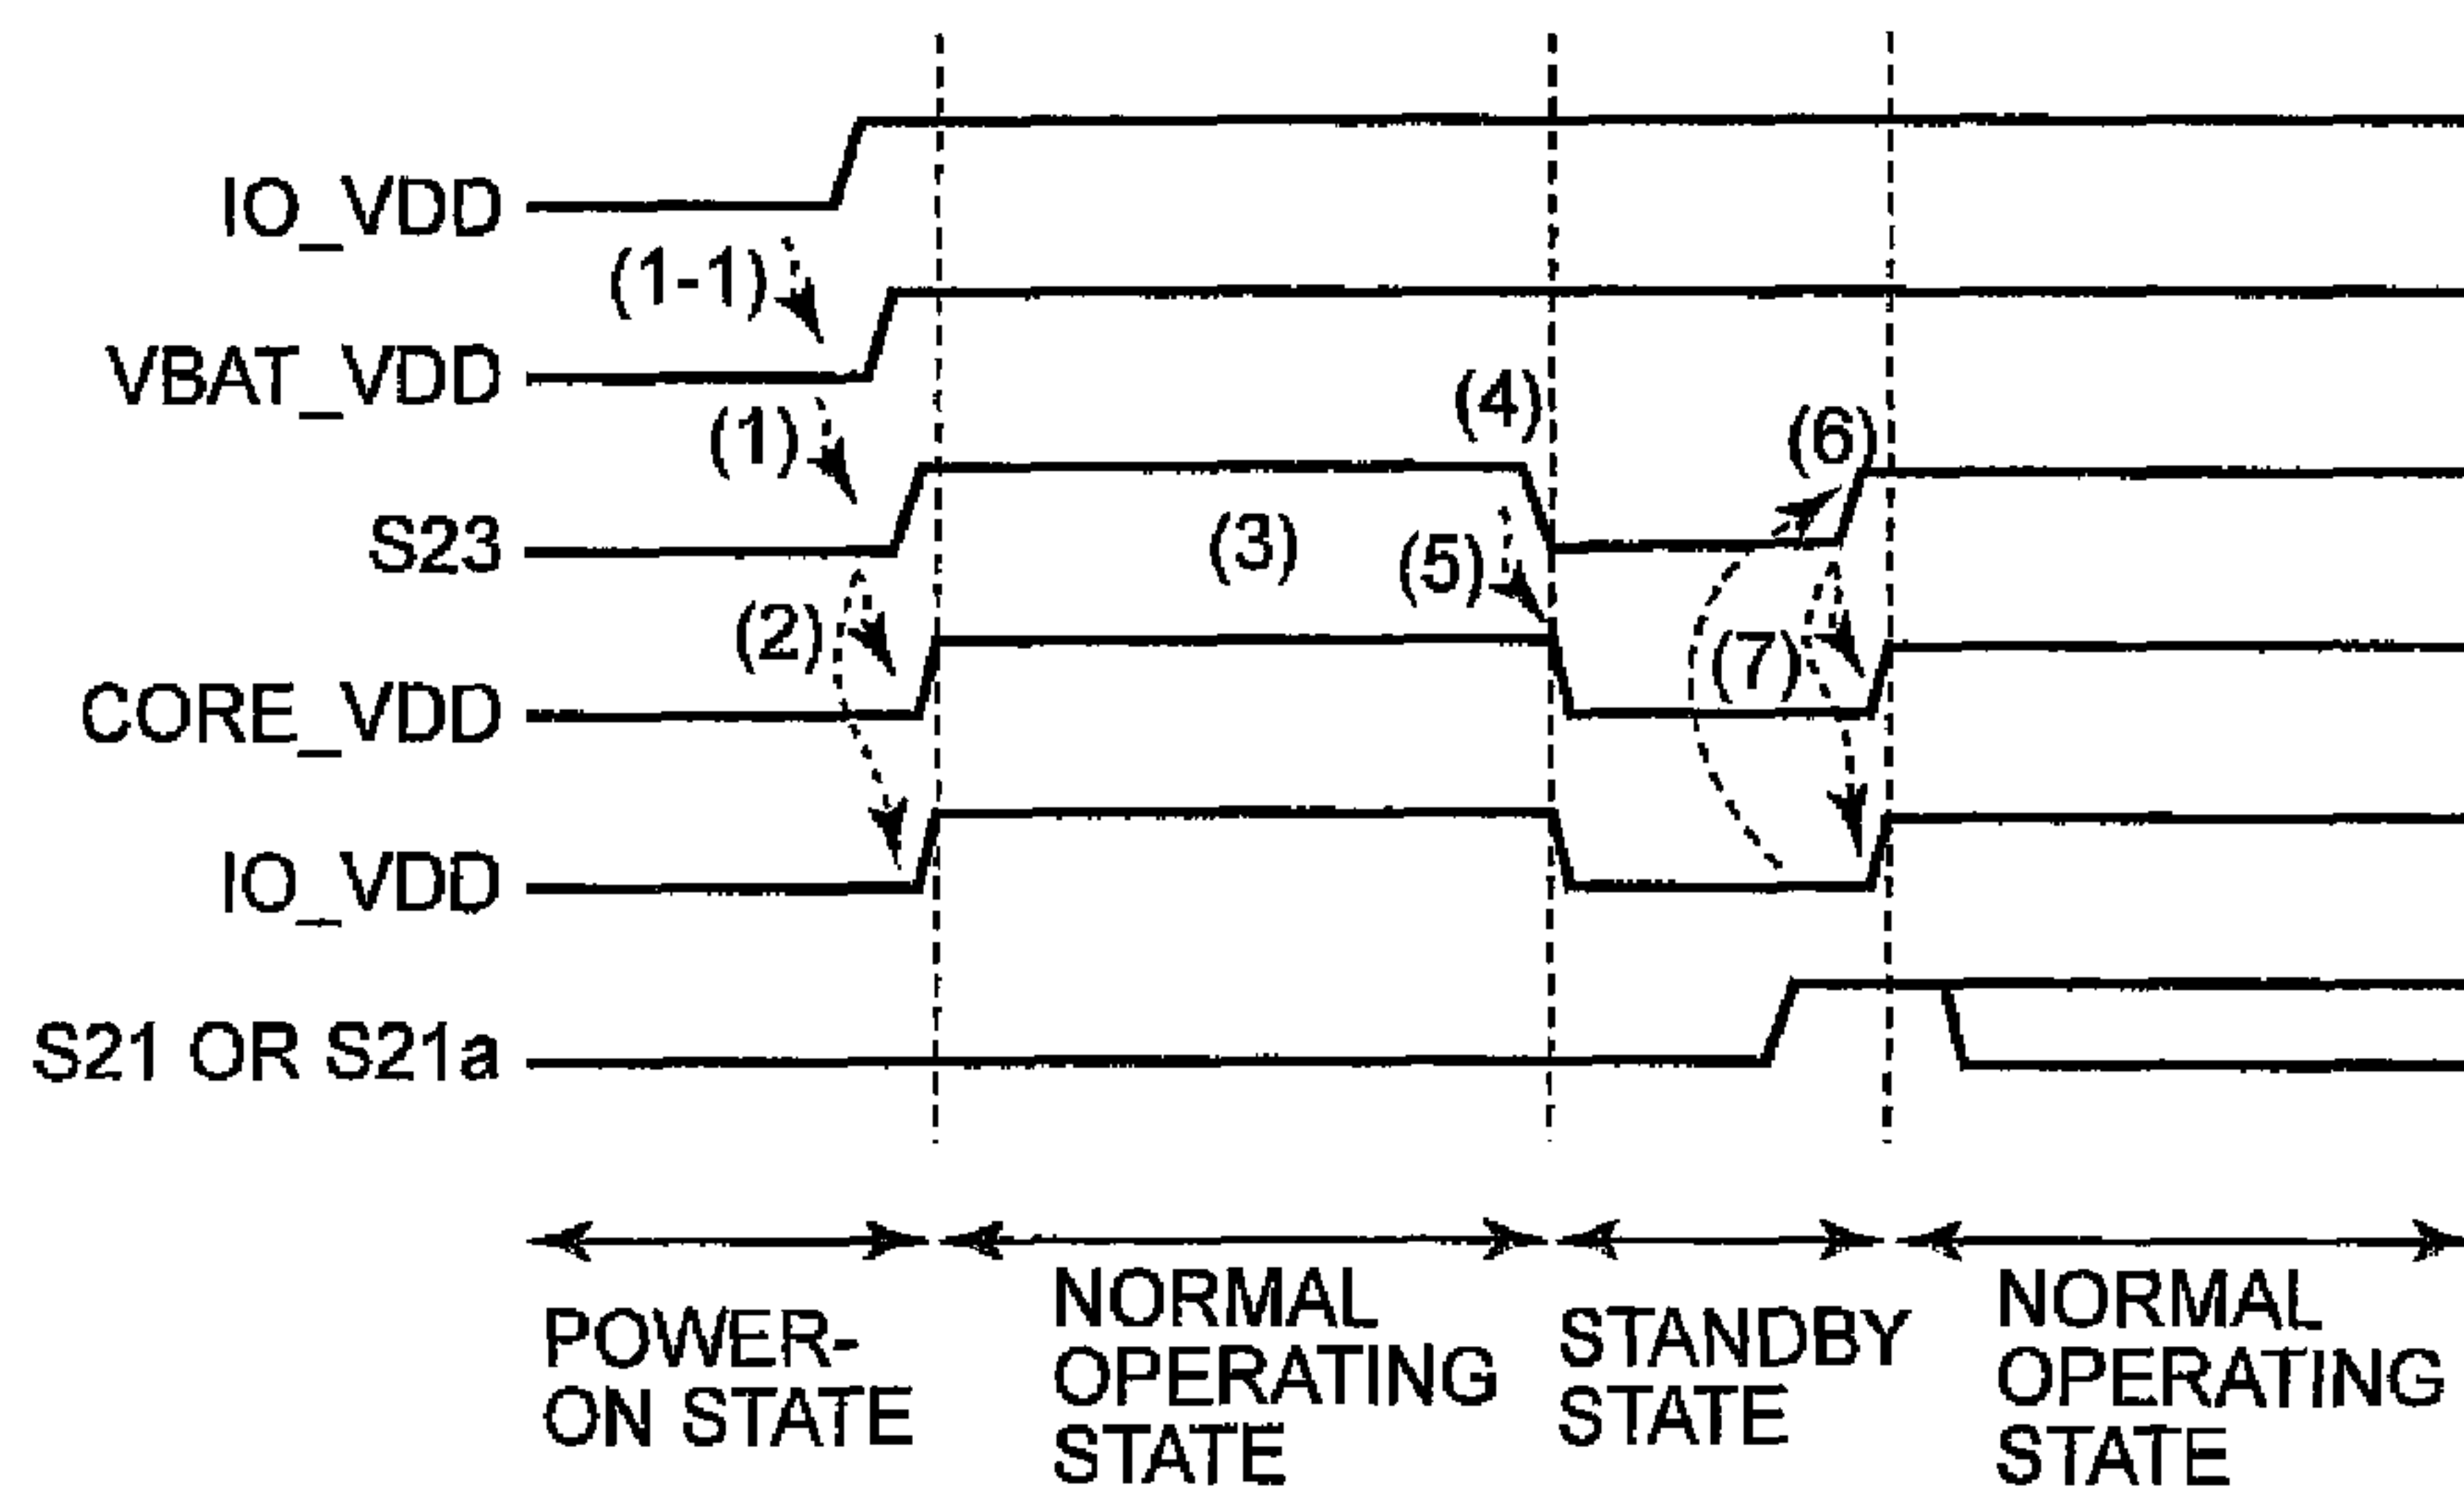 IO_VDD
(1-1)
VBAT_VDD
(1)
(4)
(6)
S23
(3)
(5)
(2)
(7)
CORE_VDD
IO_VDD
S21 OR S21a
POWER-
ON STATE
NORMAL
OPERATING
STATE
STANDBY
STATE
NORMAL
OPERATING
STATE